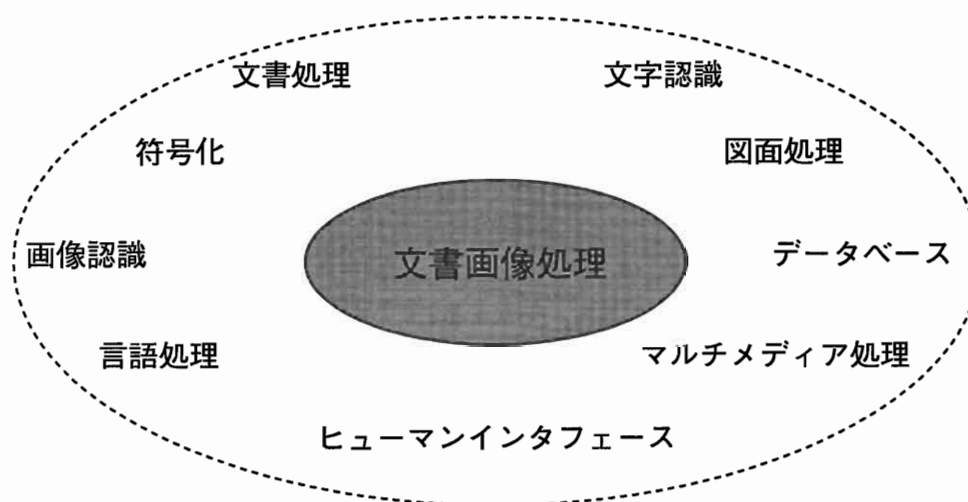 文書処理 文字認識
符号化 図面処理
画像認識 文書画像処理 データベース
言語処理 マルチメディア処理
ヒューマンインタフェース